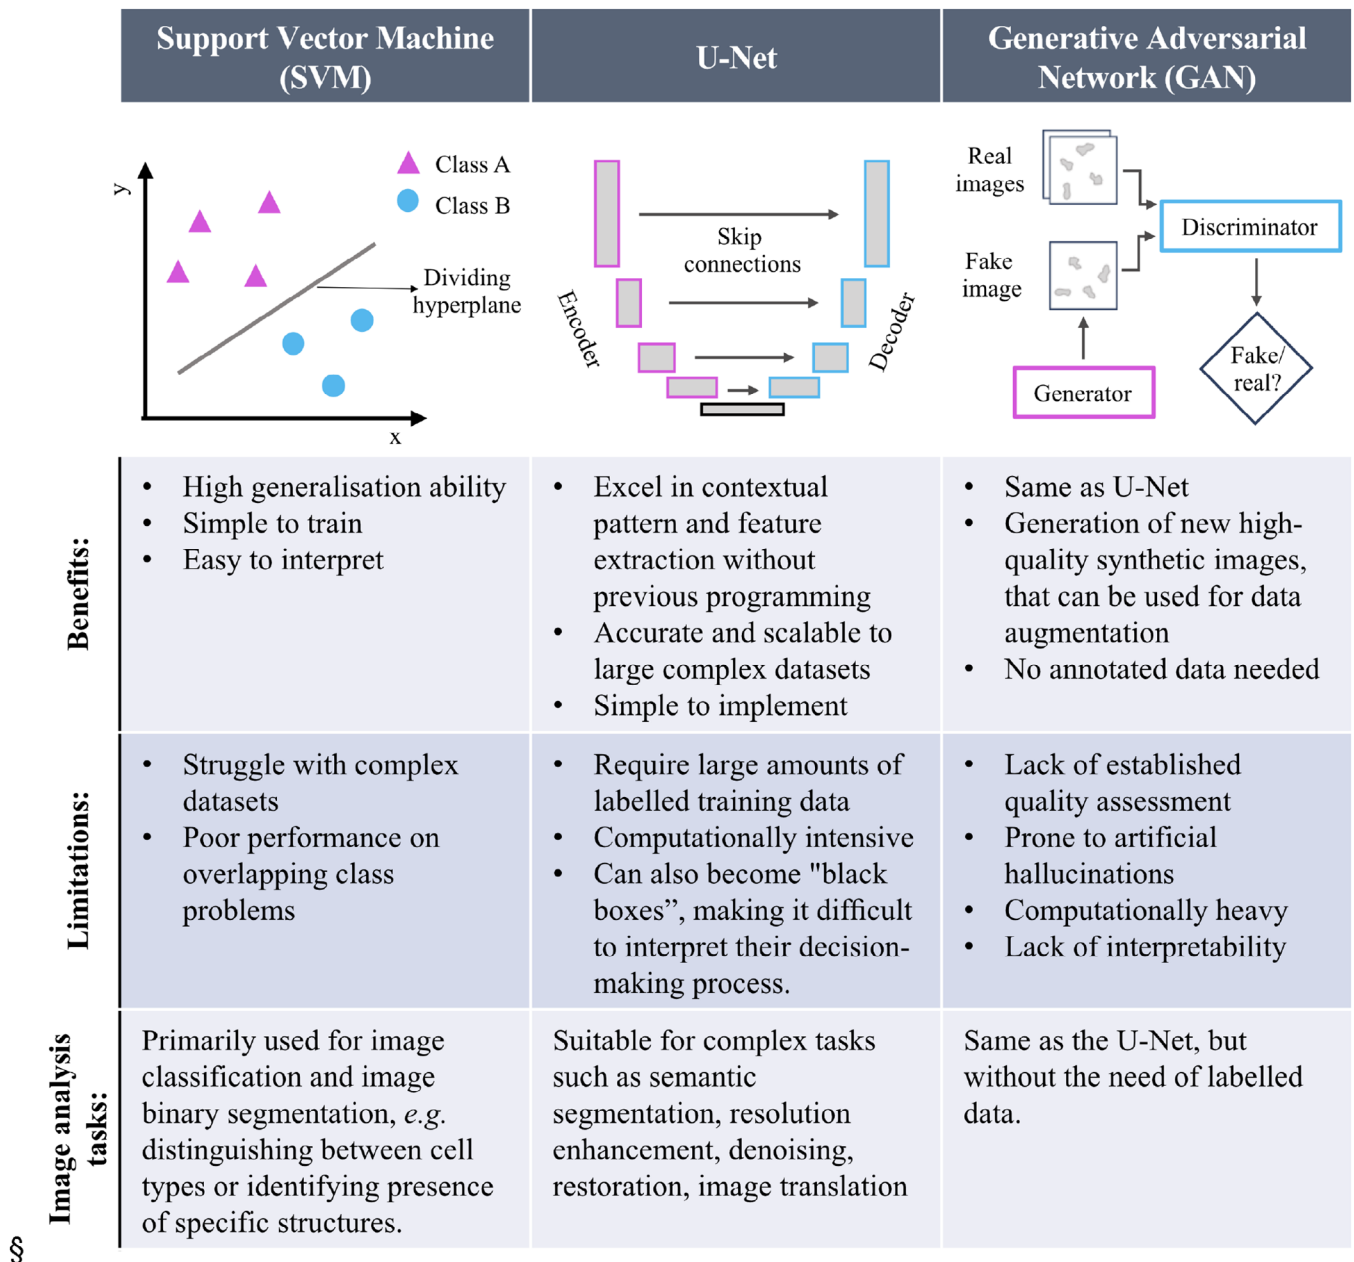 Support Vector Machine
(SVM)
U-Net
Generative Adversarial
Network (GAN)
y
Class A
Class B
Dividing
hyperplane
x
Skip
connections
Encoder
Decoder
Real
images
Fake
image
Discriminator
Generator
Fake/
real?
Benefits:
• High generalisation ability
• Simple to train
• Easy to interpret
• Excel in contextual
pattern and feature
extraction without
previous programming
• Accurate and scalable to
large complex datasets
• Simple to implement
• Same as U-Net
• Generation of new high-
quality synthetic images,
that can be used for data
augmentation
• No annotated data needed
Limitations:
• Struggle with complex
datasets
• Poor performance on
overlapping class
problems
• Require large amounts of
labelled training data
• Computationally intensive
• Can also become "black
boxes”, making it difficult
to interpret their decision-
making process.
• Lack of established
quality assessment
• Prone to artificial
hallucinations
• Computationally heavy
• Lack of interpretability
Image analysis
tasks:
Primarily used for image
classification and image
binary segmentation, e.g.
distinguishing between cell
types or identifying presence
of specific structures.
Suitable for complex tasks
such as semantic
segmentation, resolution
enhancement, denoising,
restoration, image translation
Same as the U-Net, but
without the need of labelled
data.
§